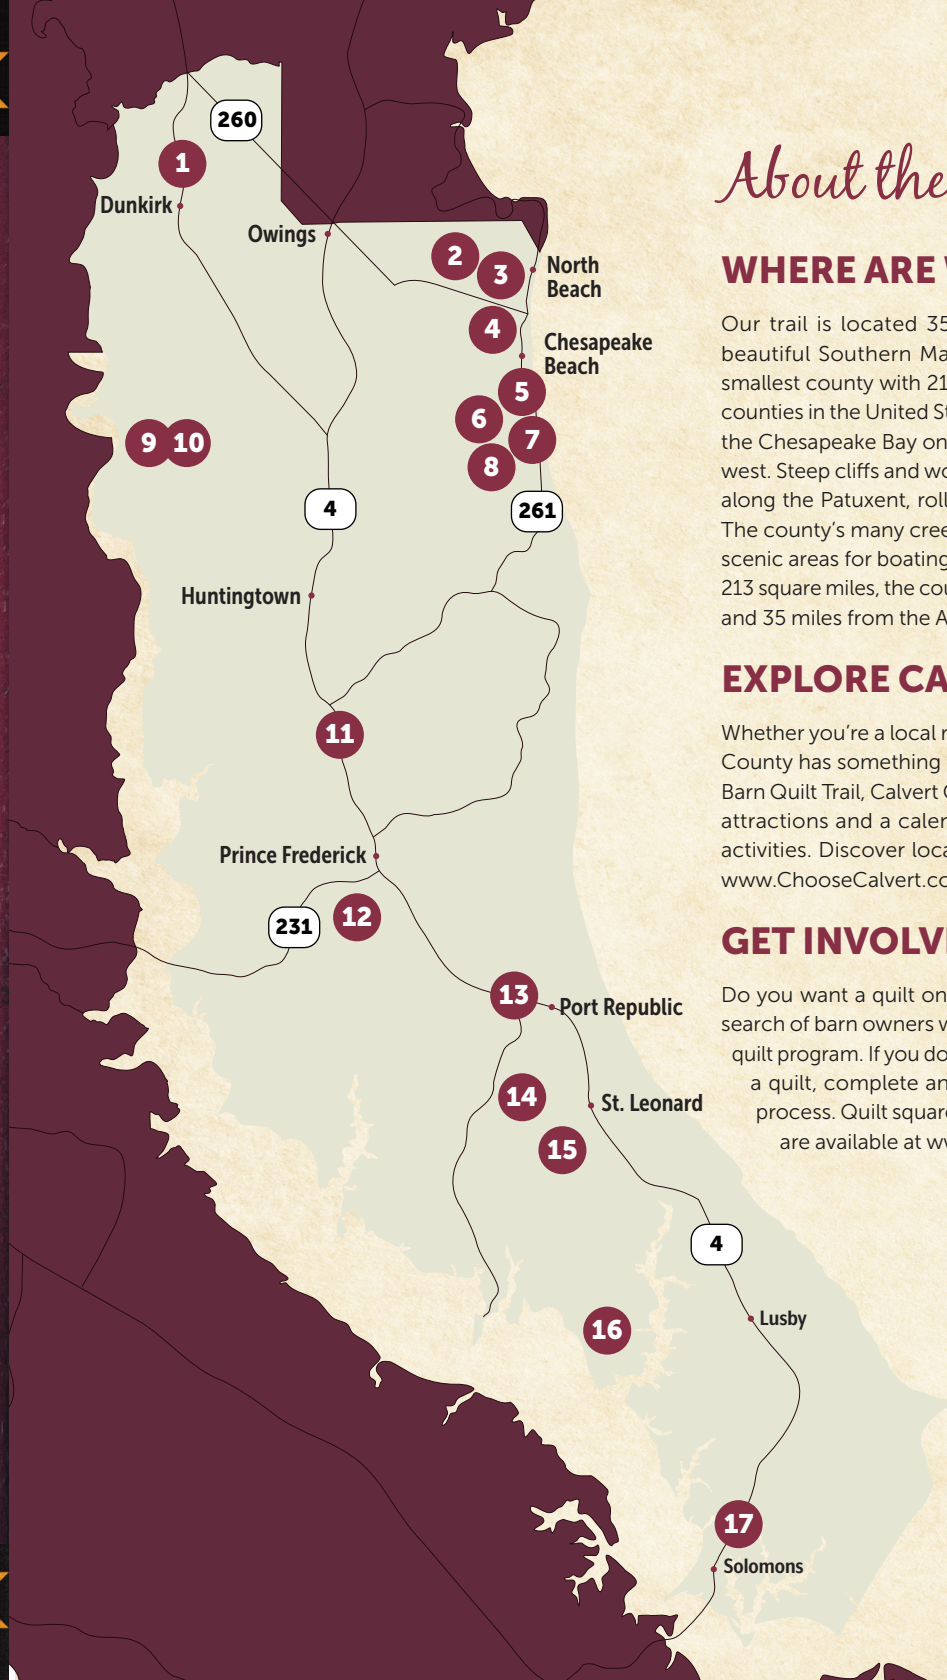 260
1
Dunkirk
Owings
2
3
North
Beach
4
Chesapeake
Beach
5
6
7
8
9
10
4
261
Huntingtown
11
Prince Frederick
231
12
13
Port Republic
14
St. Leonard
15
4
16
Lusby
17
Solomons
About the
WHERE ARE
Our trail is located 35
beautiful Southern Ma
smallest county with 21
counties in the United St
the Chesapeake Bay on
west. Steep cliffs and wo
along the Patuxent, roll
The county’s many cree
scenic areas for boating
213 square miles, the cou
and 35 miles from the A
EXPLORE CA
Whether you’re a local r
County has something
Barn Quilt Trail, Calvert
attractions and a caler
activities. Discover loca
www.ChooseCalvert.co
GET INVOLV
Do you want a quilt on
search of barn owners w
quilt program. If you do
a quilt, complete an
process. Quilt square
are available at w